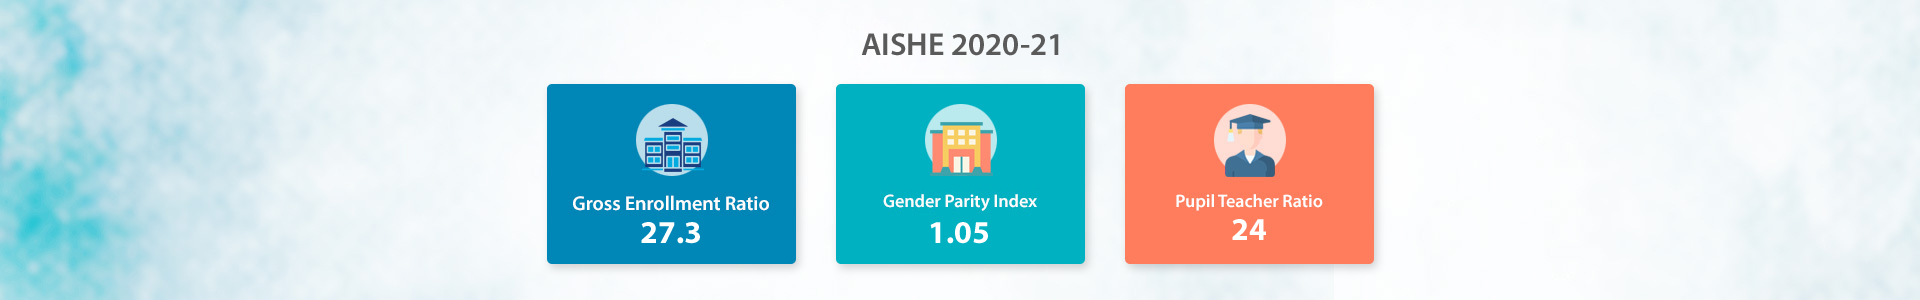 AISHE 2020-21
Gross Enrollment Ratio
27.3
Gender Parity Index
1.05
Pupil Teacher Ratio
24